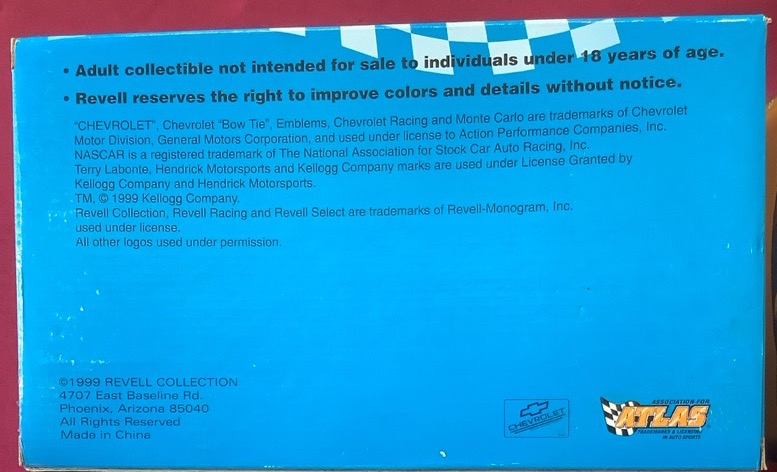 • Adult collectible not intended for sale to individuals under 18 years of age.
• Revell reserves the right to improve colors and details without notice.
"CHEVROLET", Chevrolet "Bow Tie", Emblems, Chevrolet Racing and Monte Carlo are trademarks of Chevrolet
Motor Division, General Motors Corporation, and used under license to Action Performance Companies, Inc.
NASCAR is a registered trademark of The National Association for Stock Car Auto Racing, Inc.
Terry Labonte, Hendrick Motorsports and Kellogg Company marks are used under License Granted by
Kellogg Company and Hendrick Motorsports.
TM, © 1999 Kellogg Company.
Revell Collection, Revell Racing and Revell Select are trademarks of Revell-Monogram, Inc.
used under license.
All other logos used under permission.
©1999 REVELL COLLECTION
4707 East Baseline Rd.
Phoenix, Arizona 85040
All Rights Reserved
Made in China
CHEVROLET
ASSOCIATION FOR
ATLAS
TRADEMARKS & LICENSING
IN AUTO SPORTS